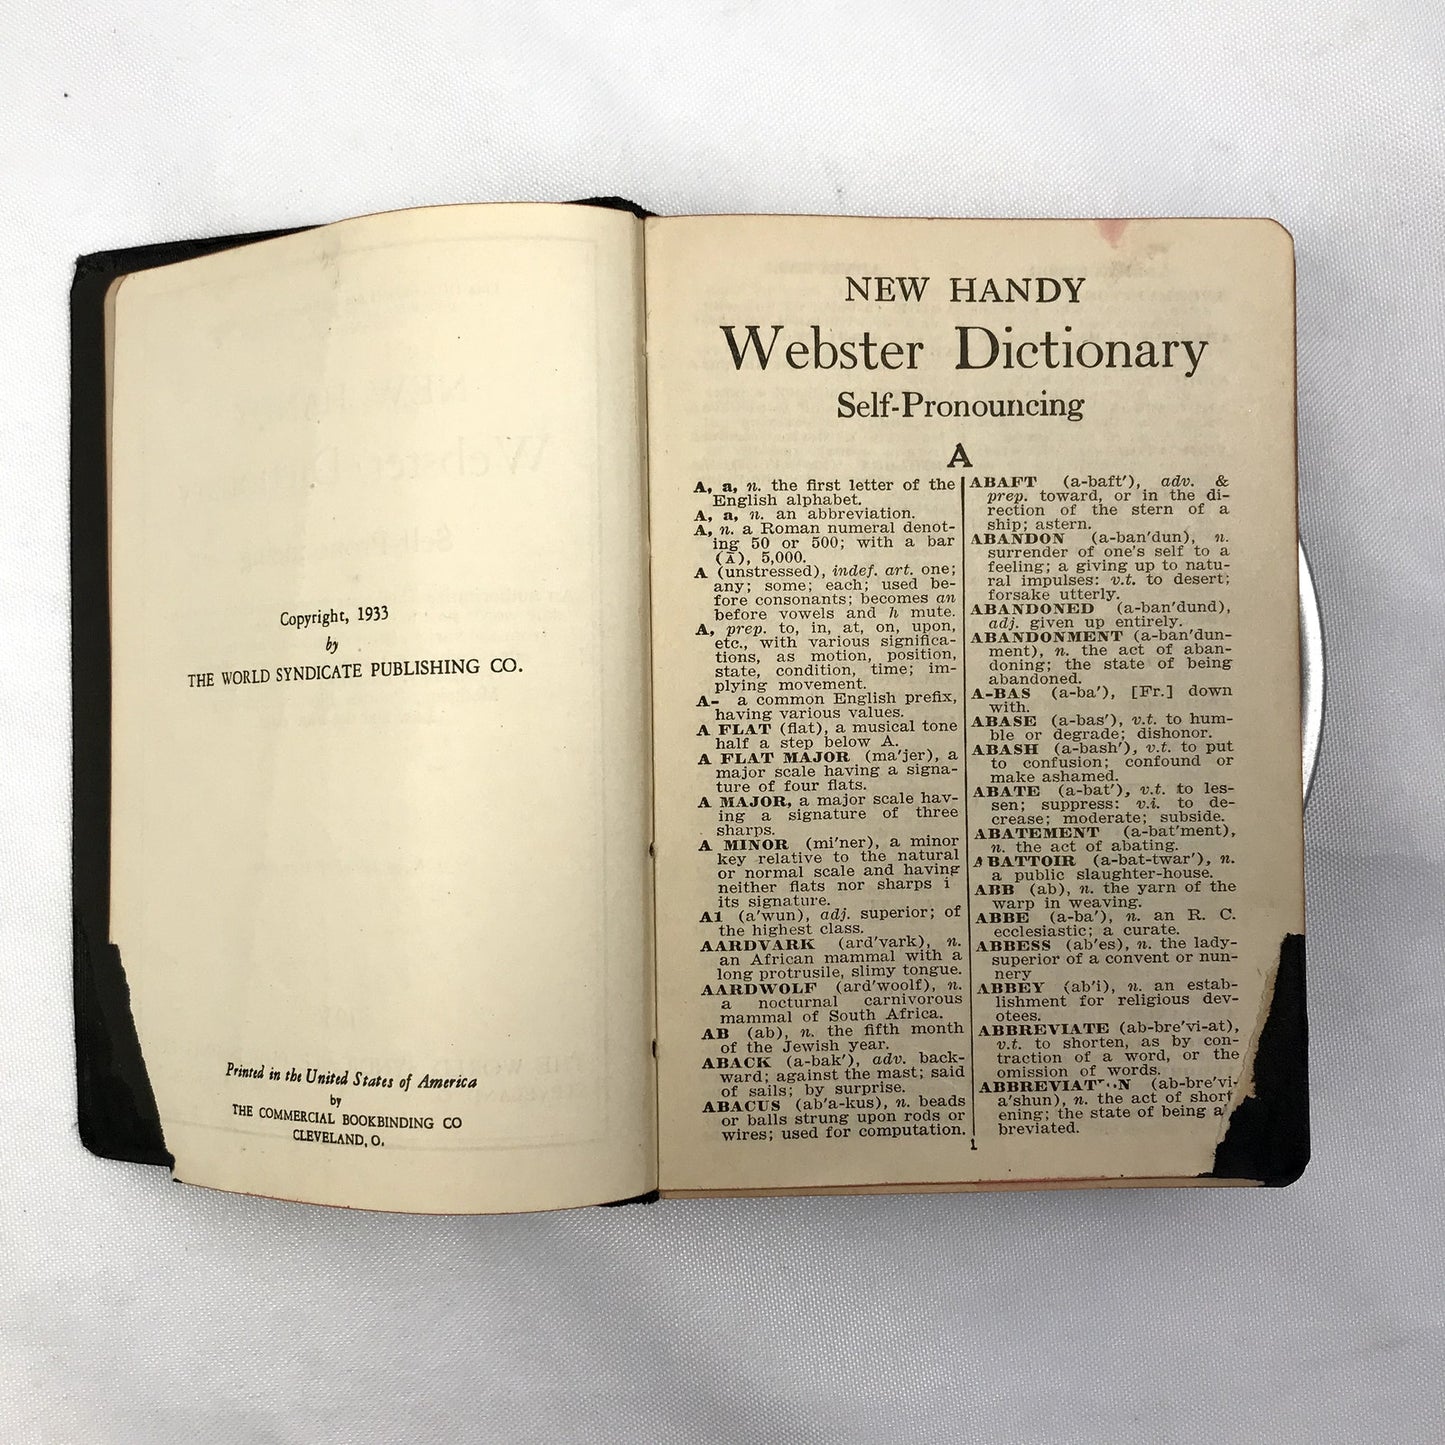 Copyright, 1933
by
THE WORLD SYNDICATE PUBLISHING CO.
Printed in the United States of America
by
THE COMMERCIAL BOOKBINDING CO
CLEVELAND, O.
NEW HANDY
Webster Dictionary
Self-Pronouncing
A
A, a, n. the first letter of the
English alphabet.
A, a, n. an abbreviation.
A, n. a Roman numeral denot-
ing 50 or 500; with a bar
(Ā), 5,000.
A (unstressed), indef. art. one;
any; some; each; used be-
fore consonants; becomes an
before vowels and h mute.
A, prep. to, in, at, on, upon,
etc., with various significa-
tions, as motion, position,
state, condition, time; im-
plying movement.
A- a common English prefix,
having various values.
A FLAT (flat), a musical tone
half a step below A.
A FLAT MAJOR (ma'jer), a
major scale having a signa-
ture of four flats.
A MAJOR, a major scale hav-
ing a signature of three
sharps.
A MINOR (mi'ner), a minor
key relative to the natural
or normal scale and having
neither flats nor sharps i
its signature.
A1 (a'wun), adj. superior; of
the highest class.
AARDVARK (ard'vark), n.
an African mammal with a
long protrusile, slimy tongue.
AARDWOLF (ard'woolf), n.
a nocturnal carnivorous
mammal of South Africa.
AB (ab), n. the fifth month
of the Jewish year.
ABACK (a-bak'), adv. back-
ward; against the mast; said
of sails; by surprise.
ABACUS (ab'a-kus), n. beads
or balls strung upon rods or
wires; used for computation.
ABAFT (a-baft'), adv. &
prep. toward, or in the di-
rection of the stern of a
ship; astern.
ABANDON (a-ban'dun), n.
surrender of one's self to a
feeling; a giving up to natu-
ral impulses: v.t. to desert;
forsake utterly.
ABANDONED (a-ban'dund),
adj. given up entirely.
ABANDONMENT (a-ban'dun-
ment), n. the act of aban-
doning; the state of being
abandoned.
A-BAS (a-ba'), [Fr.] down
with.
ABASE (a-bas'), v.t. to hum-
ble or degrade; dishonor.
ABASH (a-bash'), v.t. to put
to confusion; confound or
make ashamed.
ABATE (a-bat'), v.t. to les-
sen; suppress: v.i. to de-
crease; moderate; subside.
ABATEMENT (a-bat'ment),
n. the act of abating.
ABATTOIR (a-bat-twar'), n.
a public slaughter-house.
ABB (ab), n. the yarn of the
warp in weaving.
ABBE (a-ba'), n. an R. C.
ecclesiastic; a curate.
ABBESS (ab'es), n. the lady-
superior of a convent or nun-
nery
ABBEY (ab'i), n. an estab-
lishment for religious dev-
otees.
ABBREVIATE (ab-bre'vi-at),
v.t. to shorten, as by con-
traction of a word, or the
omission of words.
ABBREVIATION (ab-bre'vi-
a'shun), n. the act of short
ening; the state of being a
breviated.
1